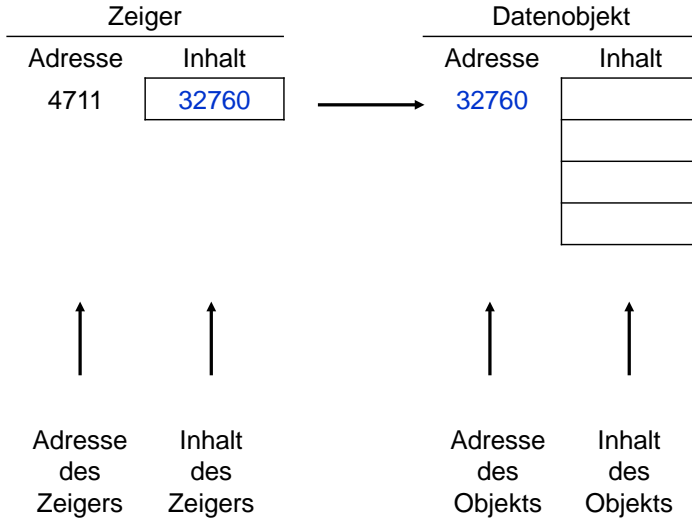 Zeiger Datenobjekt
Adresse Inhalt Adresse Inhalt
4711 32760 32760
Adresse des Zeigers
Inhalt des Zeigers
Adresse des Objekts
Inhalt des Objekts